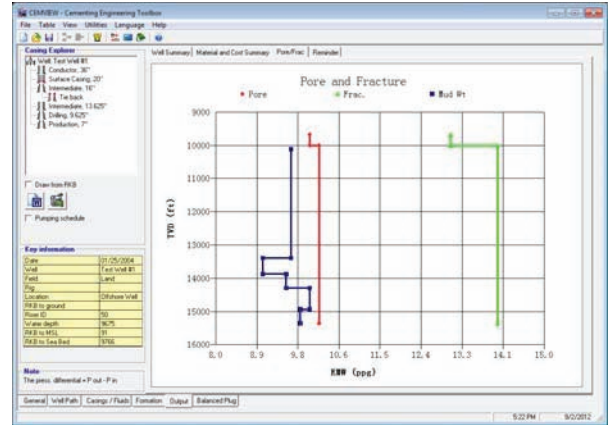 CEMVIEW - Cementing Engineering Toolbox
File Table View Utilities Language Help
Casing Explorer
Well: Test Well #1
Conductor, 36"
Surface Casing, 20"
Intermediate, 16"
Tie back
Intermediate, 13.625"
Drilling, 9.625"
Production, 7"
Draw from RKB
Pumping schedule
Key information
Date 01/25/2004
Well Test Well #1
Field Land
Rig
Location Offshore Well
RKB to ground
Riser ID 50
Water depth 9675
RKB to MSL 91
RKB to Sea Bed 9766
Note
The press. differential = P out - P in
Well Summary Material and Cost Summary Pore/Frac Reminder
Pore and Fracture
Pore Frac. Mud Wt
TVD (ft)
9000
10000
11000
12000
13000
14000
15000
16000
8.0 8.9 9.8 10.6 11.5 12.4 13.3 14.1 15.0
EMW (ppg)
General Well Path Casings / Fluids Formation Output Balanced Plug
5:22 PM 9/2/2012